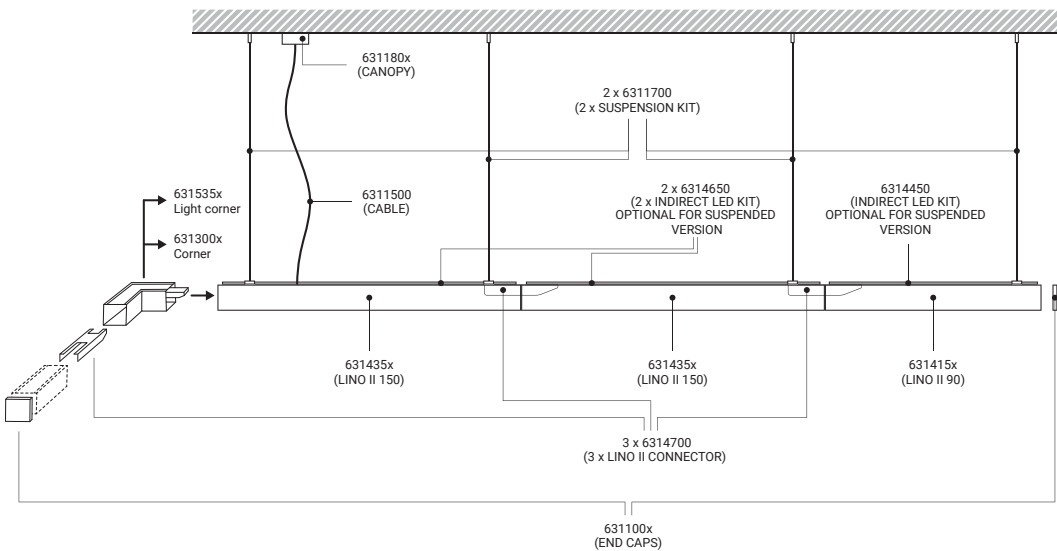 631180x
(CANOPY)
2 x 6311700
(2 x SUSPENSION KIT)
631535x
Light corner
6311500
(CABLE)
2 x 6314650
(2 x INDIRECT LED KIT)
OPTIONAL FOR SUSPENDED
VERSION
6314450
(INDIRECT LED KIT)
OPTIONAL FOR SUSPENDED
VERSION
631300x
Corner
631435x
(LINO II 150)
631435x
(LINO II 150)
631415x
(LINO II 90)
3 x 6314700
(3 x LINO II CONNECTOR)
631100x
(END CAPS)